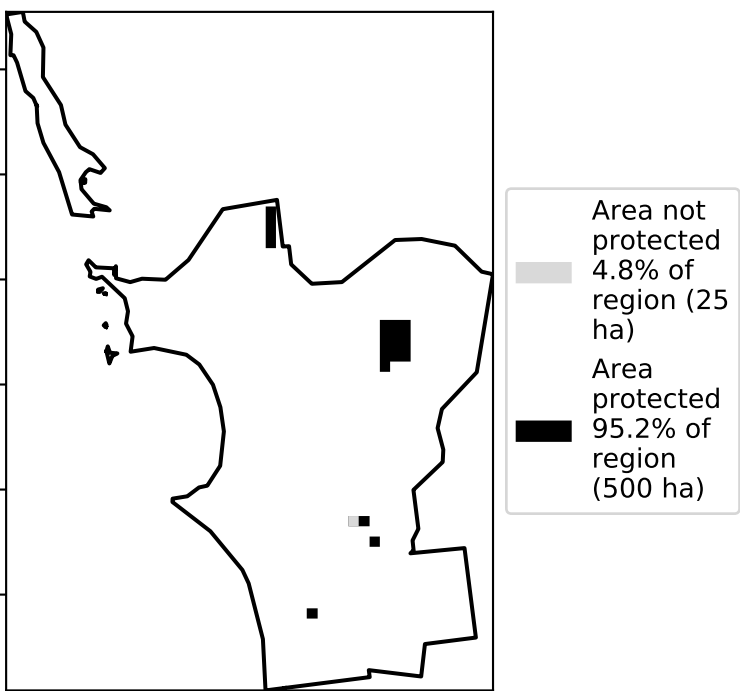 Area not
protected
4.8% of
region (25
ha)
Area
protected
95.2% of
region
(500 ha)